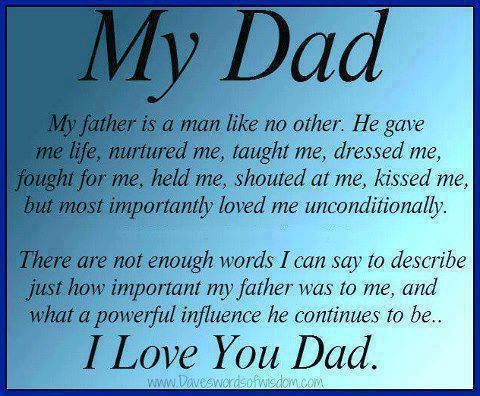 My Dad
My father is a man like no other. He gave
me life, nurtured me, taught me, dressed me,
fought for me, held me, shouted at me, kissed me,
but most importantly loved me unconditionally.
There are not enough words I can say to describe
just how important my father was to me, and
what a powerful influence he continues to be..
I Love You Dad.
www.Daveswordsofwisdom.com